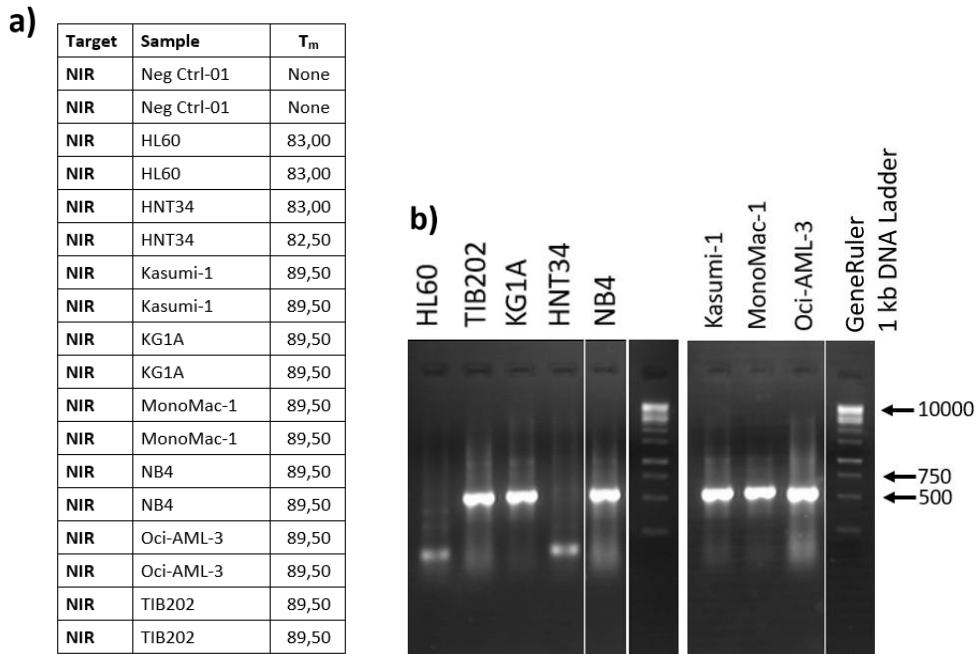 a)
Target Sample Tm
NIR Neg Ctrl-01 None
NIR Neg Ctrl-01 None
NIR HL60 83,00
NIR HL60 83,00
NIR HNT34 83,00
NIR HNT34 82,50
NIR Kasumi-1 89,50
NIR Kasumi-1 89,50
NIR KG1A 89,50
NIR KG1A 89,50
NIR MonoMac-1 89,50
NIR MonoMac-1 89,50
NIR NB4 89,50
NIR NB4 89,50
NIR Oci-AML-3 89,50
NIR Oci-AML-3 89,50
NIR TIB202 89,50
NIR TIB202 89,50
b)
HL60
TIB202
KG1A
HNT34
NB4
Kasumi-1
MonoMac-1
Oci-AML-3
GeneRuler
1 kb DNA Ladder
10000
750
500